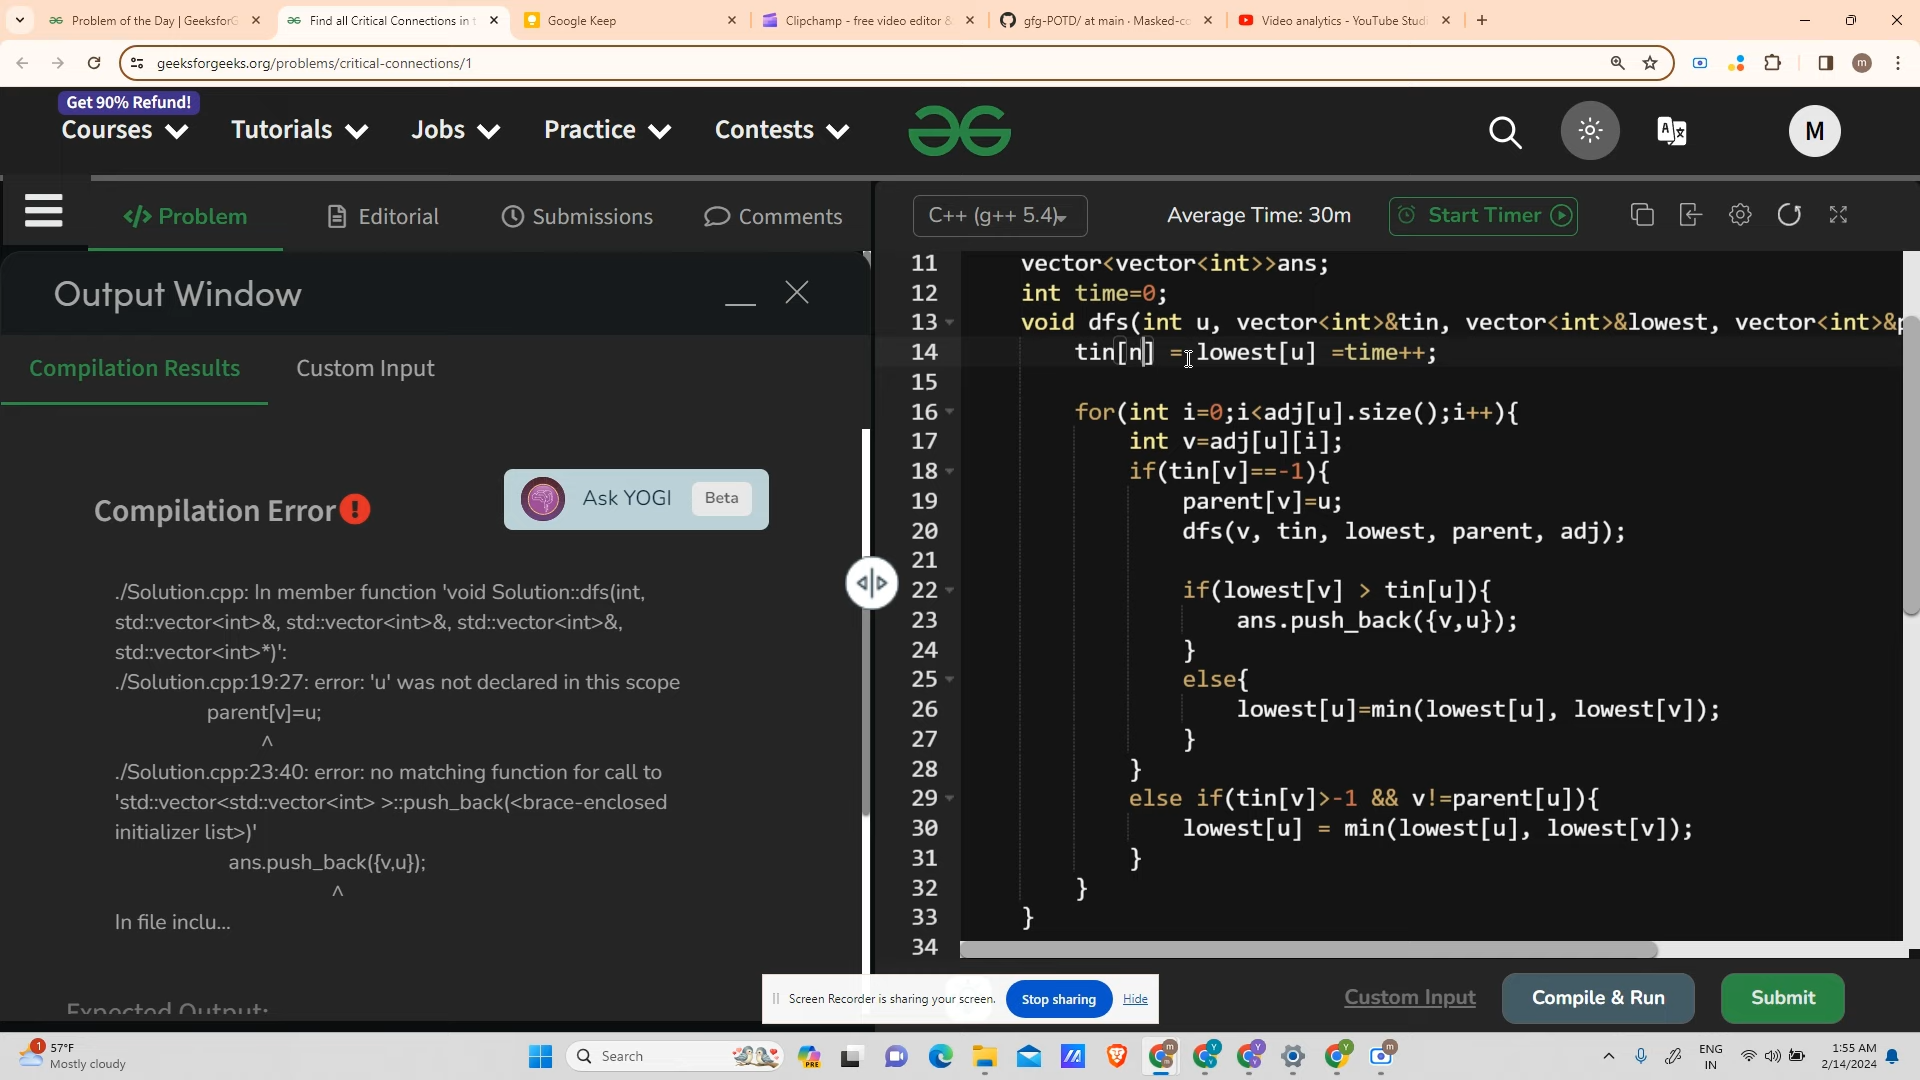 Problem of the Day | GeeksforG
Find all Critical Connections in t
Google Keep
Clipchamp - free video editor &
gfg-POTD/ at main · Masked-co
Video analytics - YouTube Studi
geeksforgeeks.org/problems/critical-connections/1
m
Get 90% Refund!
Courses
Tutorials
Jobs
Practice
Contests
M
Problem
Editorial
Submissions
Comments
C++ (g++ 5.4)
Average Time: 30m
Start Timer
Output Window
Compilation Results
Custom Input
Compilation Error
Ask YOGI
Beta
./Solution.cpp: In member function 'void Solution::dfs(int,
std::vector<int>&, std::vector<int>&, std::vector<int>&,
std::vector<int>*)':
./Solution.cpp:19:27: error: 'u' was not declared in this scope
parent[v]=u;
^
./Solution.cpp:23:40: error: no matching function for call to
'std::vector<std::vector<int> >::push_back(<brace-enclosed
initializer list>)'
ans.push_back({v,u});
^
In file inclu...
Expected Output:
11 vector<vector<int>>ans;
12 int time=0;
13 void dfs(int u, vector<int>&tin, vector<int>&lowest, vector<int>&p
14 tin[n] = lowest[u] =time++;
15
16 for(int i=0;i<adj[u].size();i++){
17 int v=adj[u][i];
18 if(tin[v]==-1){
19 parent[v]=u;
20 dfs(v, tin, lowest, parent, adj);
21
22 if(lowest[v] > tin[u]){
23 ans.push_back({v,u});
24 }
25 else{
26 lowest[u]=min(lowest[u], lowest[v]);
27 }
28 }
29 else if(tin[v]>-1 && v!=parent[u]){
30 lowest[u] = min(lowest[u], lowest[v]);
31 }
32 }
33 }
34
Screen Recorder is sharing your screen.
Stop sharing
Hide
Custom Input
Compile & Run
Submit
1
57°F
Mostly cloudy
Search
PRE
ENG
IN
1:55 AM
2/14/2024